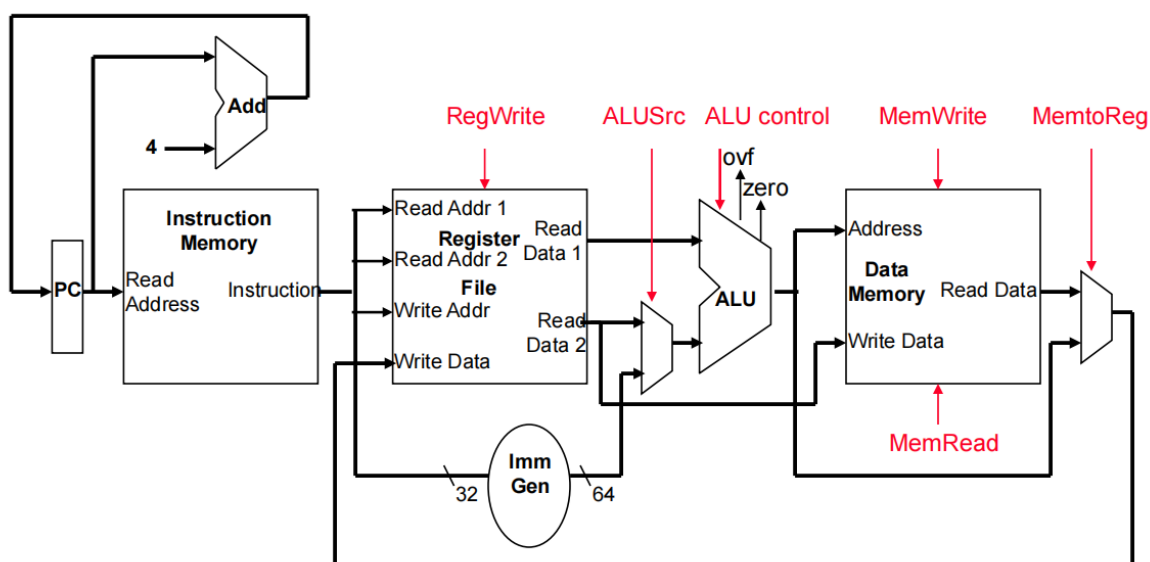 Add
4
RegWrite
ALUSrc
ALU control
MemWrite
MemtoReg
ovf
zero
Instruction
Memory
PC
Read
Address
Instruction
Read Addr 1
Register
Read
Data 1
Read Addr 2
File
Write Addr
Read
Data 2
Write Data
ALU
Address
Data
Memory
Read Data
Write Data
MemRead
Imm
Gen
32
64